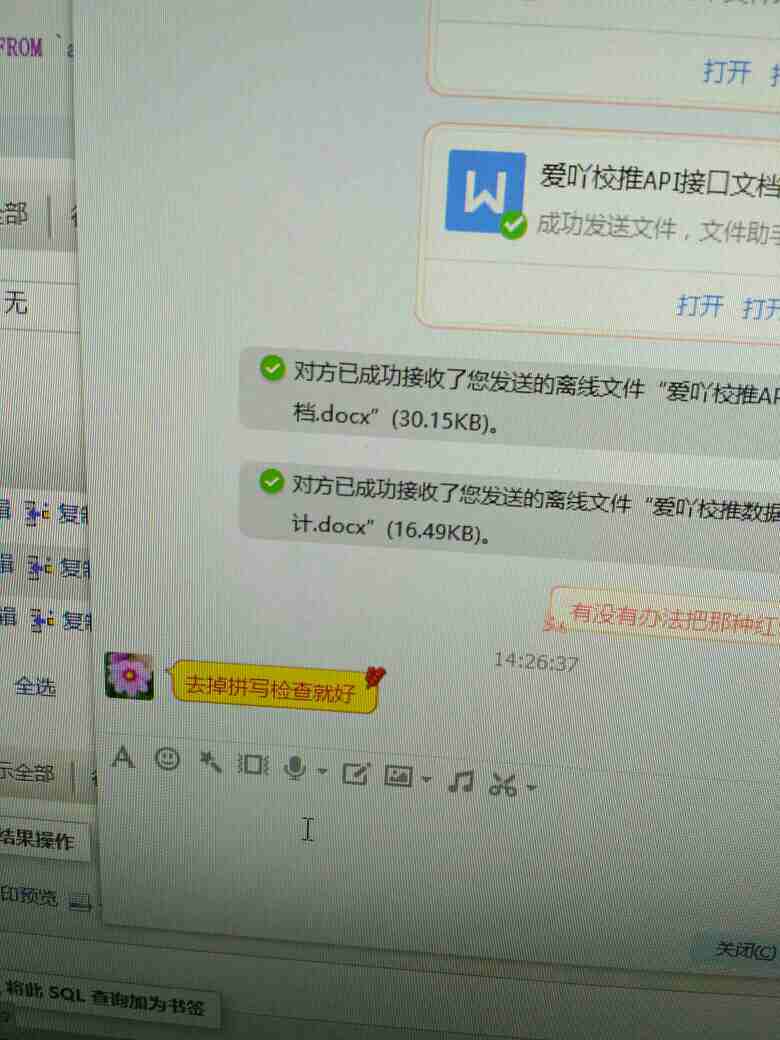 FROM `a
打开
爱吖校推API接口文档
成功发送文件，文件助手
打开 打开
全部
无
对方已成功接收了您发送的离线文件“爱吖校推AP
档.docx”(30.15KB)。
对方已成功接收了您发送的离线文件“爱吖校推数据
计.docx”(16.49KB)。
辑 复制
辑 复制
辑 复制
有没有办法把那种红
14:26:37
去掉拼写检查就好
全选
示全部
结果操作
印预览
关闭(C)
将此 SQL 查询加为书签